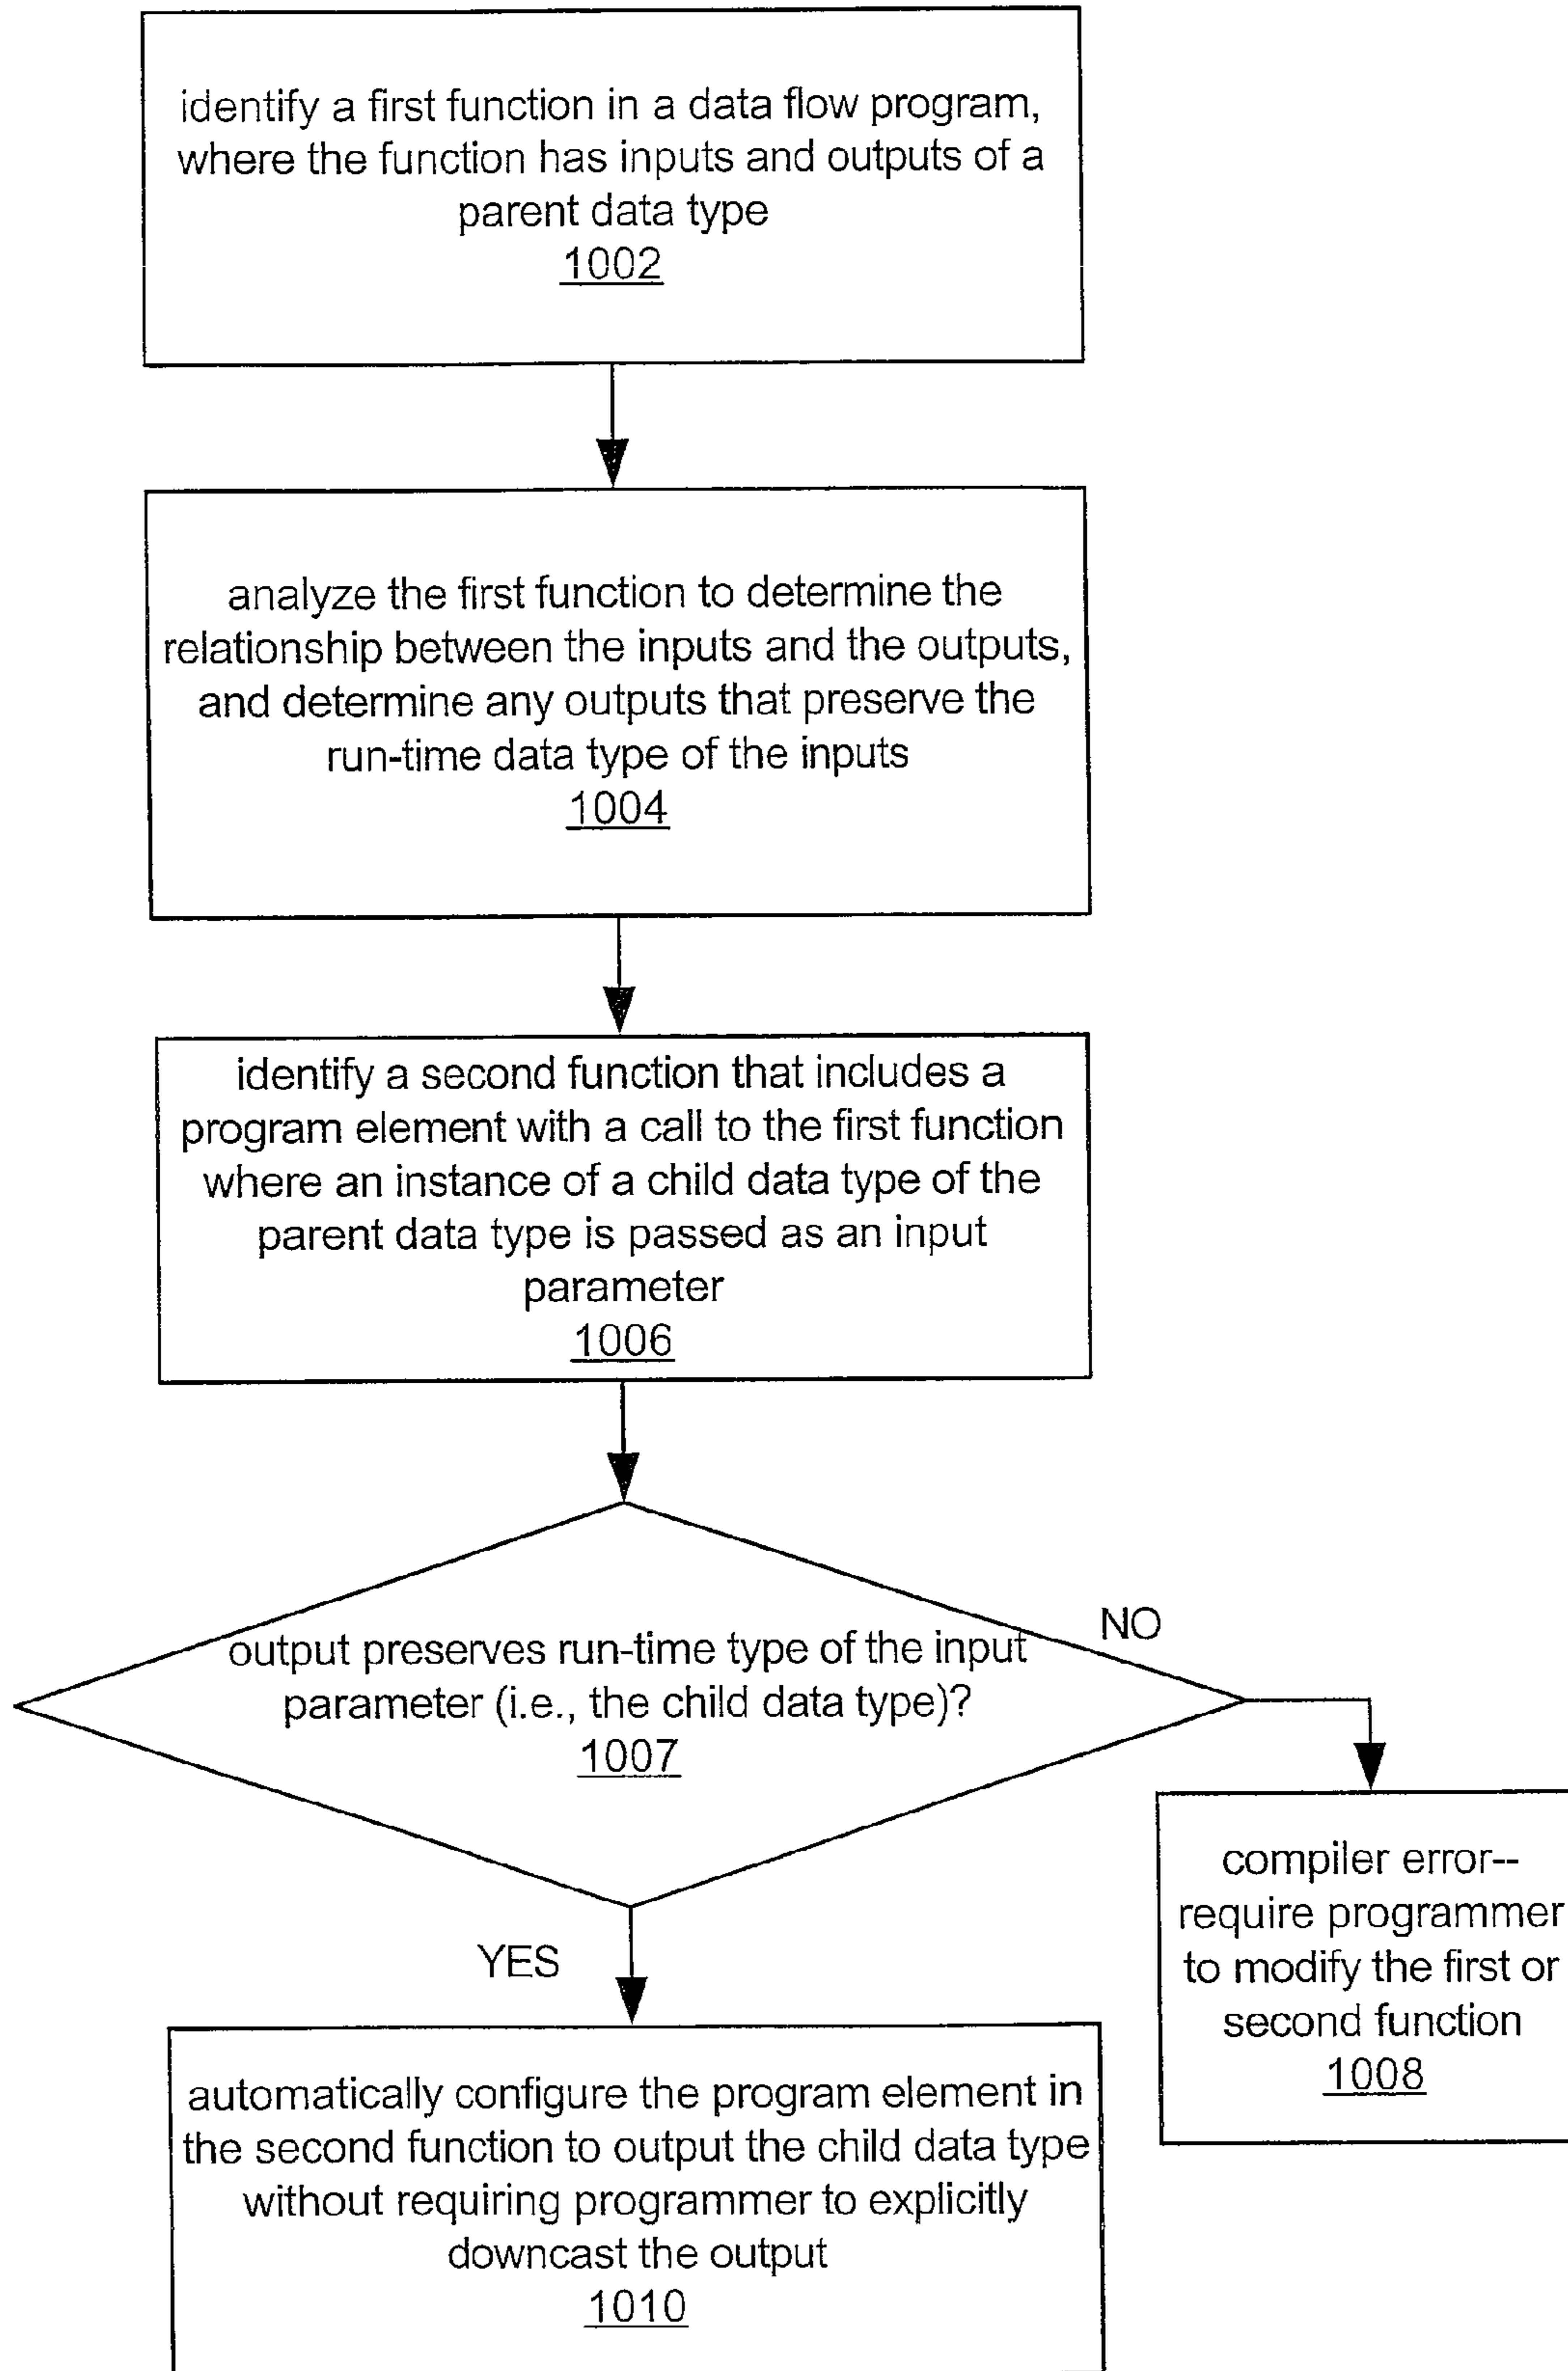 identify a first function in a data flow program,
where the function has inputs and outputs of a
parent data type
1002
analyze the first function to determine the
relationship between the inputs and the outputs,
and determine any outputs that preserve the
run-time data type of the inputs
1004
identify a second function that includes a
program element with a call to the first function
where an instance of a child data type of the
parent data type is passed as an input
parameter
1006
output preserves run-time type of the input
parameter (i.e., the child data type)?
1007
NO
compiler error--
require programmer
to modify the first or
second function
1008
YES
automatically configure the program element in
the second function to output the child data type
without requiring programmer to explicitly
downcast the output
1010